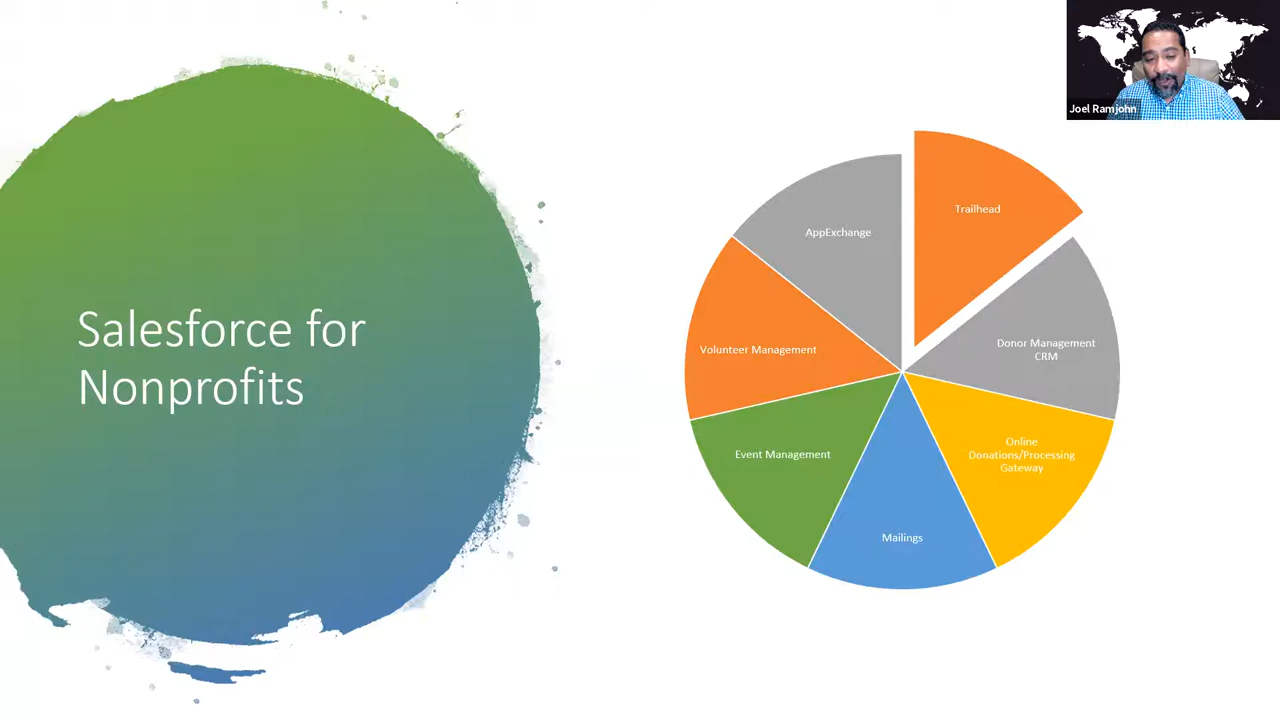 Joel Ramjohn
Salesforce for
Nonprofits
Trailhead
AppExchange
Donor Management
CRM
Volunteer Management
Online
Donations/Processing
Gateway
Event Management
Mailings